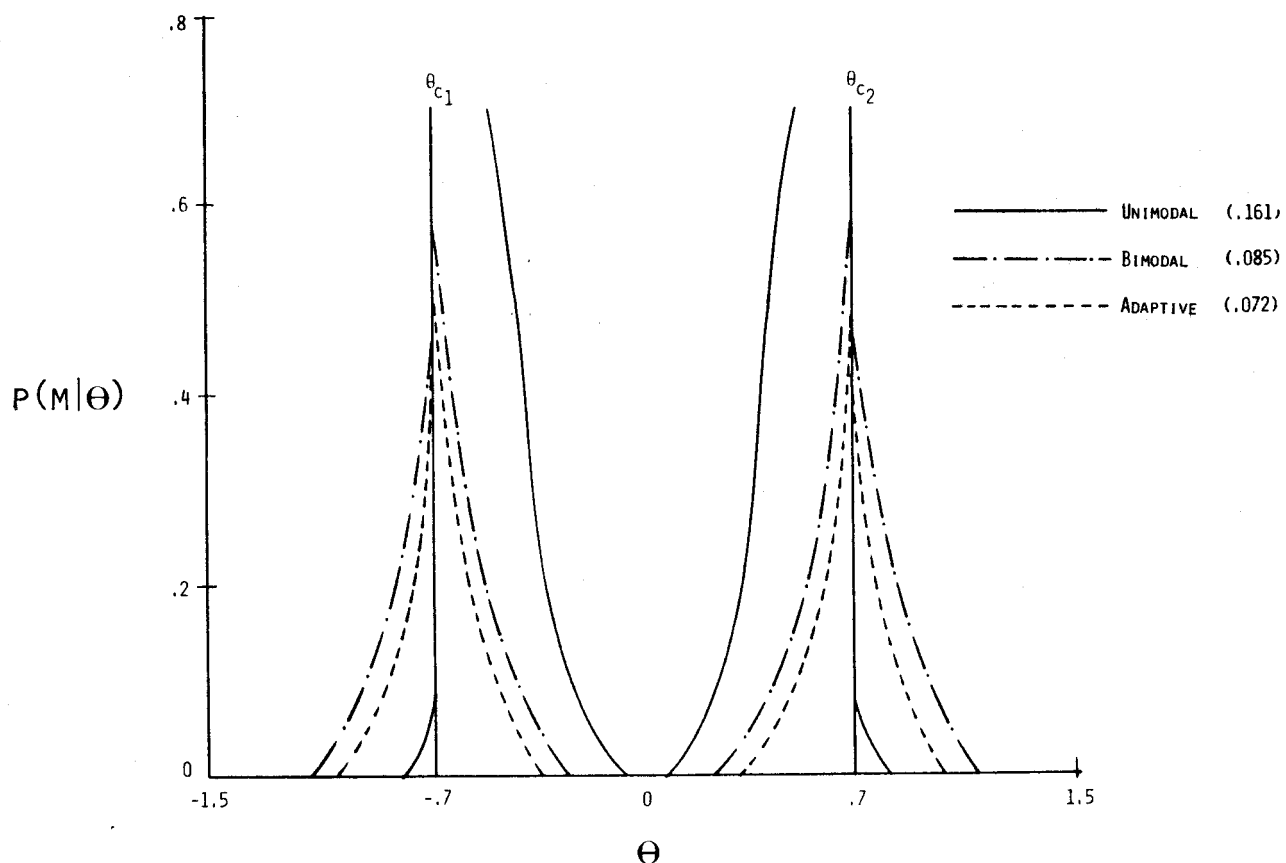 .8
θc1
θc2
.6
UNIMODAL (.161)
BIMODAL (.085)
ADAPTIVE (.072)
P(M|Θ)
.4
.2
0
-1.5
-.7
0
.7
1.5
Θ